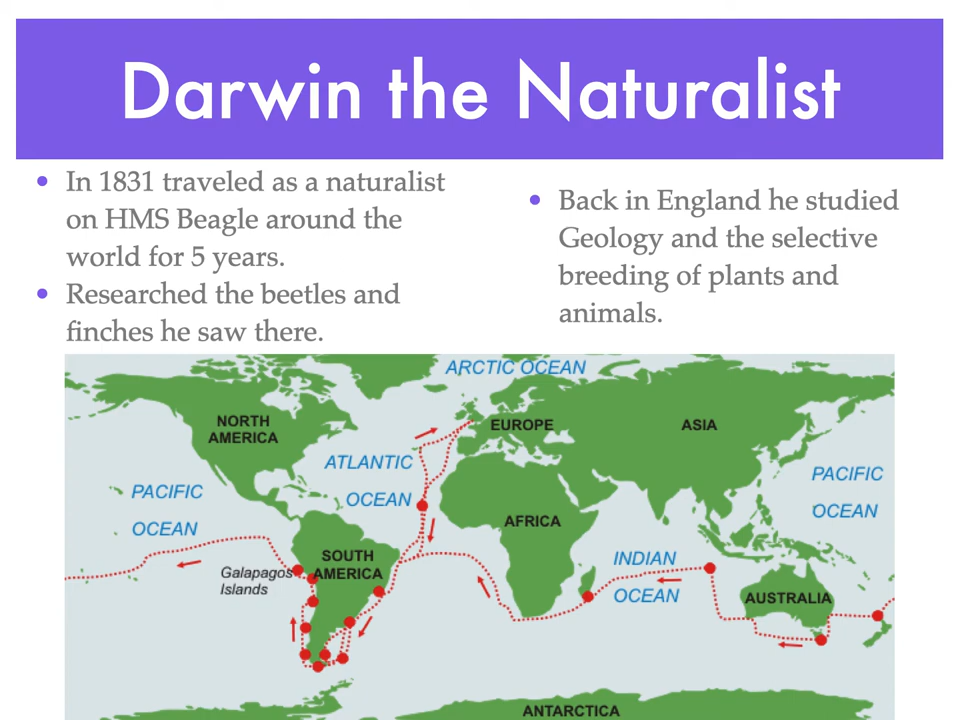 Darwin the Naturalist
• In 1831 traveled as a naturalist
on HMS Beagle around the
world for 5 years.
• Researched the beetles and
finches he saw there.
• Back in England he studied
Geology and the selective
breeding of plants and
animals.
ARCTIC OCEAN
NORTH
AMERICA
EUROPE
ASIA
ATLANTIC
OCEAN
PACIFIC
OCEAN
PACIFIC
OCEAN
AFRICA
SOUTH
AMERICA
Galapagos
Islands
INDIAN
OCEAN
AUSTRALIA
ANTARCTICA